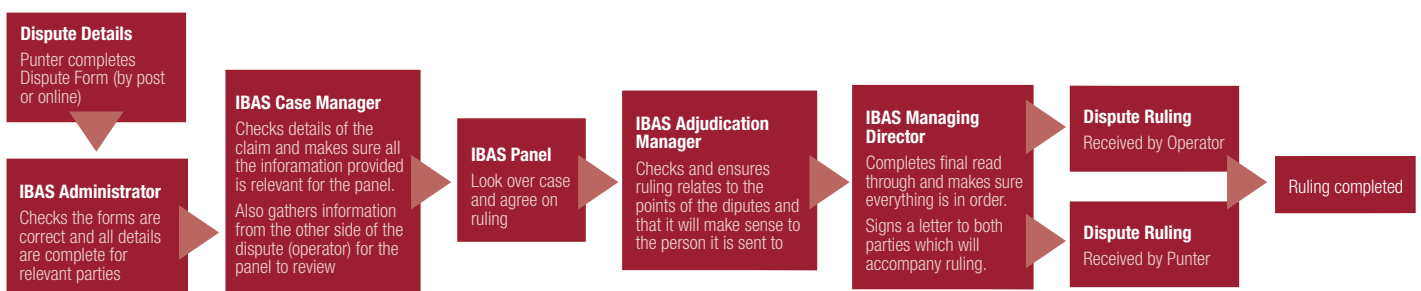 Dispute Details
Punter completes
Dispute Form (by post
or online)
IBAS Administrator
Checks the forms are
correct and all details
are complete for
relevant parties
IBAS Case Manager
Checks details of the
claim and makes sure all
the inforamation provided
is relevant for the panel.
Also gathers information
from the other side of the
dispute (operator) for the
panel to review
IBAS Panel
Look over case
and agree on
ruling
IBAS Adjudication
Manager
Checks and ensures
ruling relates to the
points of the diputes and
that it will make sense to
the person it is sent to
IBAS Managing
Director
Completes final read
through and makes sure
everything is in order.
Signs a letter to both
parties which will
accompany ruling.
Dispute Ruling
Received by Operator
Dispute Ruling
Received by Punter
Ruling completed